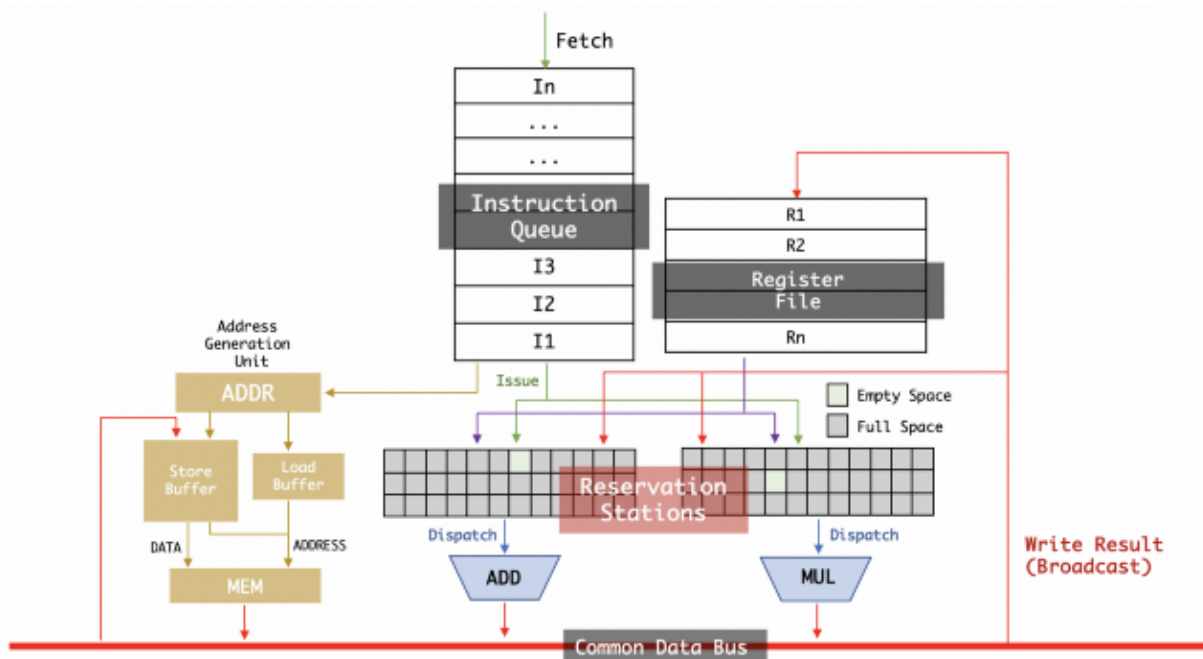 Fetch
In
...
...
Instruction
Queue
I3
I2
I1
R1
R2
Register
File
Rn
Address
Generation
Unit
ADDR
Issue
Empty Space
Full Space
Store
Buffer
Load
Buffer
Reservation
Stations
DATA
ADDRESS
MEM
Dispatch
ADD
Dispatch
MUL
Write Result
(Broadcast)
Common Data Bus